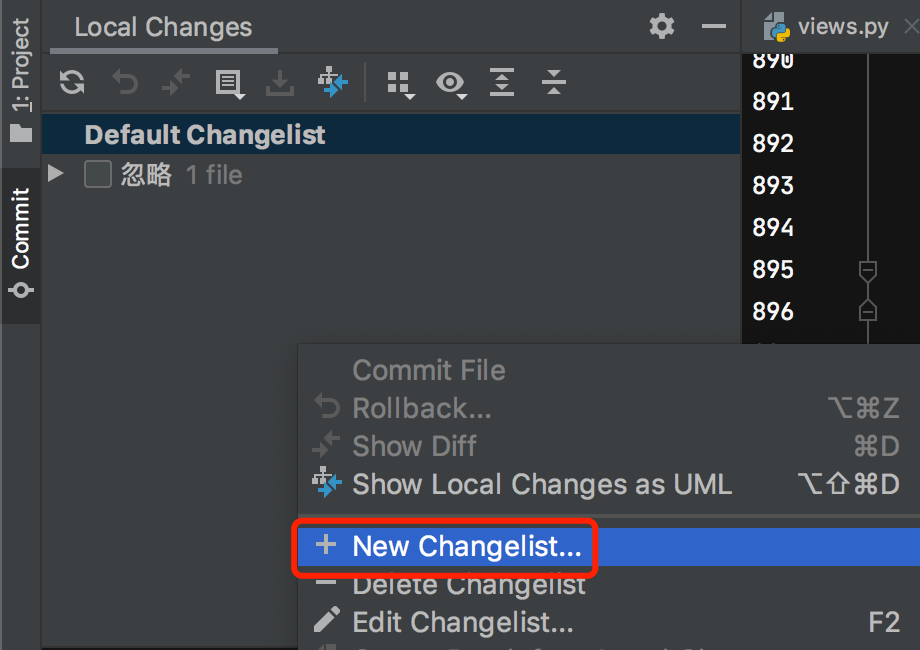 Local Changes
views.py
1: Project
Commit
Default Changelist
忽略 1 file
890
891
892
893
894
895
896
Commit File
Rollback... ⌥⌘Z
Show Diff ⌘D
Show Local Changes as UML ⌥⇧⌘D
New Changelist...
Delete Changelist
Edit Changelist... F2